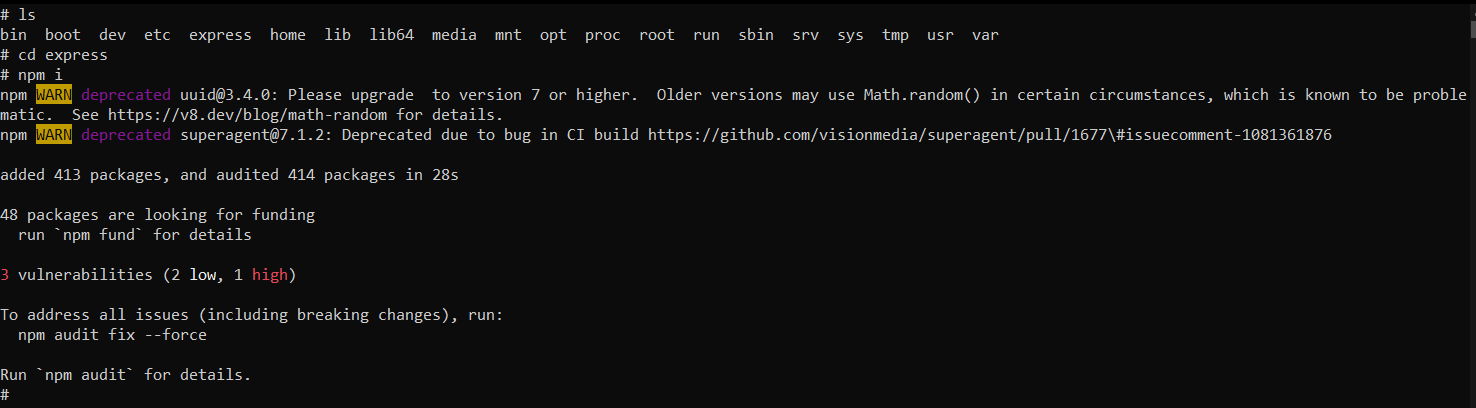 # ls
bin  boot  dev  etc  express  home  lib  lib64  media  mnt  opt  proc  root  run  sbin  srv  sys  tmp  usr  var
# cd express
# npm i
npm WARN deprecated uuid@3.4.0: Please upgrade  to version 7 or higher.  Older versions may use Math.random() in certain circumstances, which is known to be proble
matic.  See https://v8.dev/blog/math-random for details.
npm WARN deprecated superagent@7.1.2: Deprecated due to bug in CI build https://github.com/visionmedia/superagent/pull/1677\#issuecomment-1081361876

added 413 packages, and audited 414 packages in 28s

48 packages are looking for funding
  run `npm fund` for details

3 vulnerabilities (2 low, 1 high)

To address all issues (including breaking changes), run:
  npm audit fix --force

Run `npm audit` for details.
#